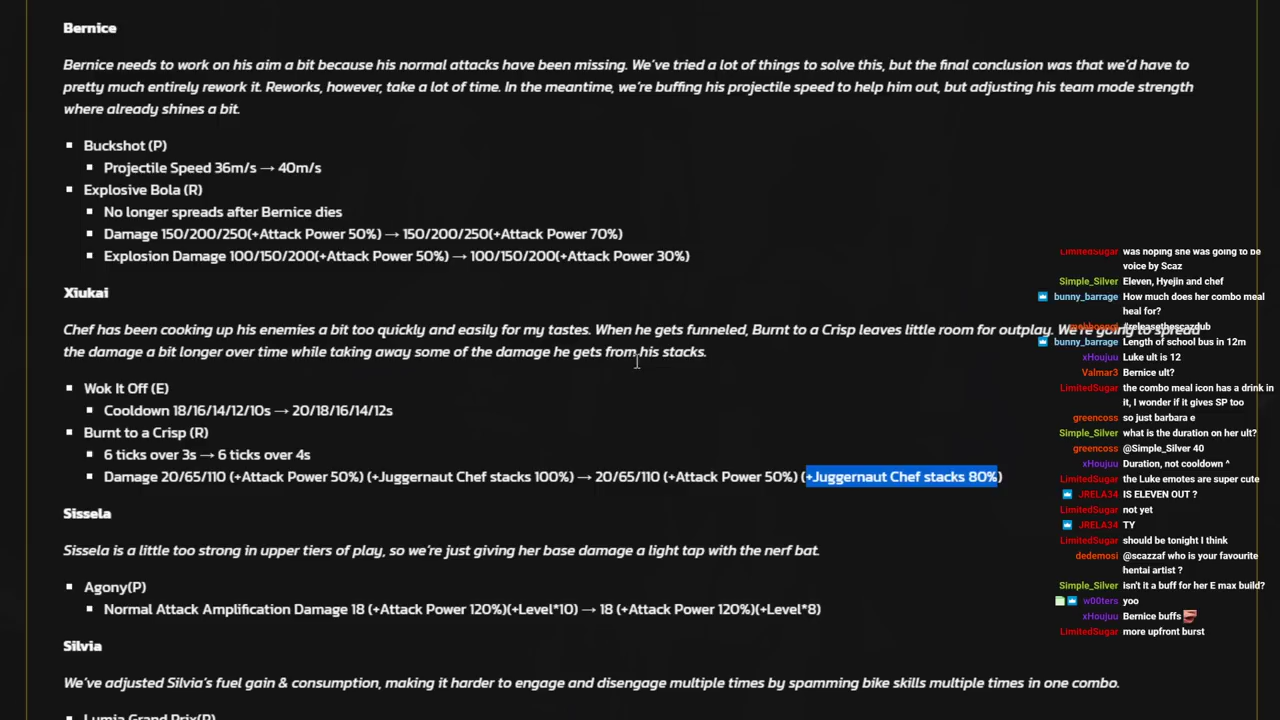 Bernice
Bernice needs to work on his aim a bit because his normal attacks have been missing. We've tried a lot of things to solve this, but the final conclusion was that we'd have to
pretty much entirely rework it. Reworks, however, take a lot of time. In the meantime, we're buffing his projectile speed to help him out, but adjusting his team mode strength
where already shines a bit.
Buckshot (P)
Projectile Speed 36m/s → 40m/s
Explosive Bola (R)
No longer spreads after Bernice dies
Damage 150/200/250(+Attack Power 50%) → 150/200/250(+Attack Power 70%)
Explosion Damage 100/150/200(+Attack Power 50%) → 100/150/200(+Attack Power 30%)
Xiukai
Chef has been cooking up his enemies a bit too quickly and easily for my tastes. When he gets funneled, Burnt to a Crisp leaves little room for outplay. We're going to spread
the damage a bit longer over time while taking away some of the damage he gets from his stacks.
Wok It Off (E)
Cooldown 18/16/14/12/10s → 20/18/16/14/12s
Burnt to a Crisp (R)
6 ticks over 3s → 6 ticks over 4s
Damage 20/65/110 (+Attack Power 50%) (+Juggernaut Chef stacks 100%) → 20/65/110 (+Attack Power 50%) (+Juggernaut Chef stacks 80%)
Sissela
Sissela is a little too strong in upper tiers of play, so we're just giving her base damage a light tap with the nerf bat.
Agony(P)
Normal Attack Amplification Damage 18 (+Attack Power 120%)(+Level*10) → 18 (+Attack Power 120%)(+Level*8)
Silvia
We've adjusted Silvia's fuel gain & consumption, making it harder to engage and disengage multiple times by spamming bike skills multiple times in one combo.
Lumia Grand Prix(R)
LimitedSugar was hoping she was going to be
voice by Scaz
Simple_Silver Eleven, Hyejin and chef
bunny_barrage How much does her combo meal
heal for?
#releasethescazdub
bunny_barrage Length of school bus in 12m
xHoujuu Luke ult is 12
Valmar3 Bernice ult?
LimitedSugar the combo meal icon has a drink in
it, I wonder if it gives SP too
greencoss so just barbara e
Simple_Silver what is the duration on her ult?
greencoss @Simple_Silver 40
xHoujuu Duration, not cooldown ^
LimitedSugar the Luke emotes are super cute
JRELA34 IS ELEVEN OUT ?
LimitedSugar not yet
JRELA34 TY
LimitedSugar should be tonight I think
dedemosi @scazzaf who is your favourite
hentai artist ?
Simple_Silver isn't it a buff for her E max build?
w00ters yoo
xHoujuu Bernice buffs
LimitedSugar more upfront burst